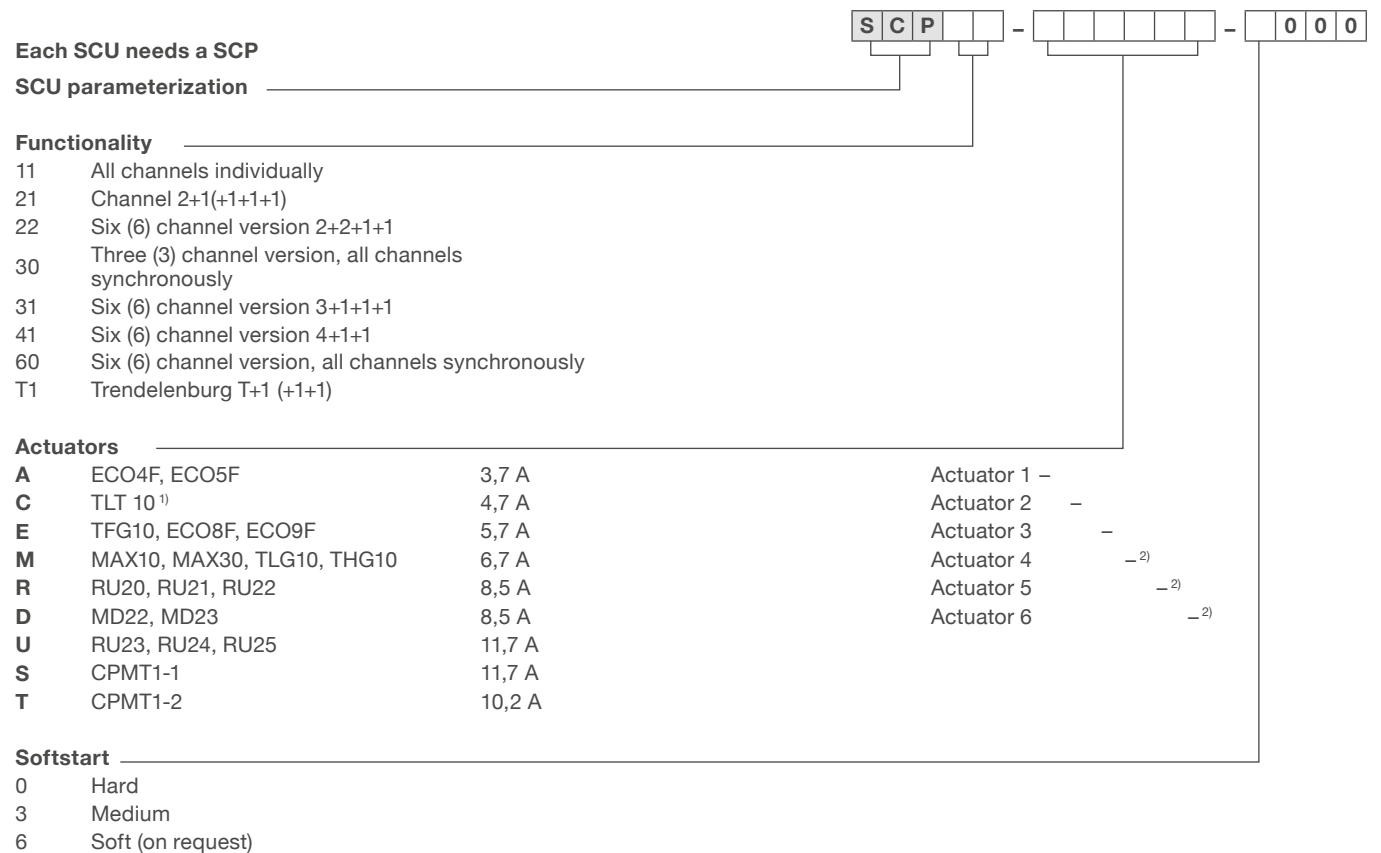 S C P – – 0 0 0
Each SCU needs a SCP
SCU parameterization
Functionality
11 All channels individually
21 Channel 2+1(+1+1+1)
22 Six (6) channel version 2+2+1+1
30 Three (3) channel version, all channels
synchronously
31 Six (6) channel version 3+1+1+1
41 Six (6) channel version 4+1+1
60 Six (6) channel version, all channels synchronously
T1 Trendelenburg T+1 (+1+1)
Actuators
A ECO4F, ECO5F 3,7 A Actuator 1 –
C TLT 10 1) 4,7 A Actuator 2 –
E TFG10, ECO8F, ECO9F 5,7 A Actuator 3 –
M MAX10, MAX30, TLG10, THG10 6,7 A Actuator 4 – 2)
R RU20, RU21, RU22 8,5 A Actuator 5 – 2)
D MD22, MD23 8,5 A Actuator 6 – 2)
U RU23, RU24, RU25 11,7 A
S CPMT1-1 11,7 A
T CPMT1-2 10,2 A
Softstart
0 Hard
3 Medium
6 Soft (on request)